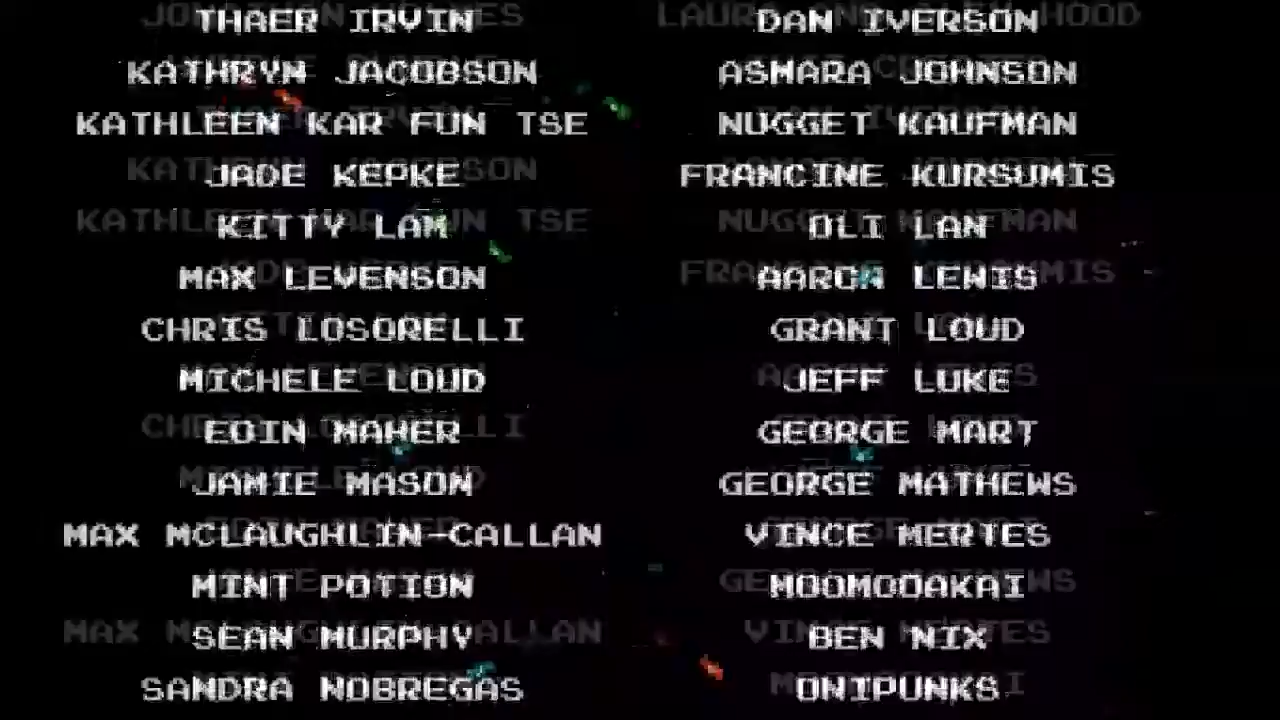 THAER IRVIN DAN IVERSON
KATHRYN JACOBSON ASMARA JOHNSON
KATHLEEN KAR FUN TSE NUGGET KAUFMAN
JADE KEPKE FRANCINE KURSUMIS
KITTY LAM OLI LAN
MAX LEVENSON AARCA LEWIS
CHRIS LOSORELLI GRANT LOUD
MICHELE LOUD JEFF LUKE
EDIN MAHER GEORGE MART
JAMIE MASON GEORGE MATHEWS
MAX MCLAUGHLIN-CALLAN VINCE MERTES
MINT POTION MOOMOOAKAI
SEAN MURPHY BEN NIX
SANDRA NOBREGAS ONIPUNKS